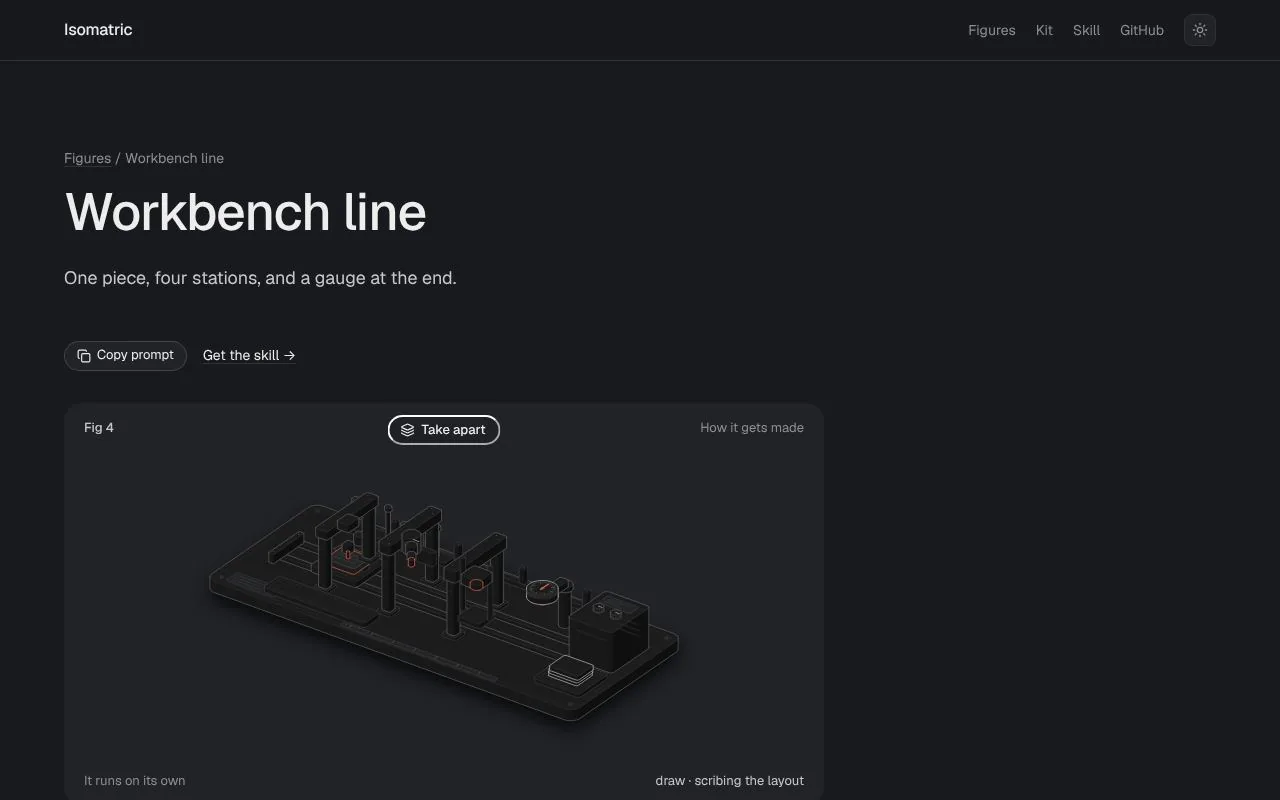 Isomatric
Figures Kit Skill GitHub
Figures / Workbench line
Workbench line
One piece, four stations, and a gauge at the end.
Copy prompt Get the skill →
Fig 4 Take apart How it gets made
It runs on its own draw · scribing the layout